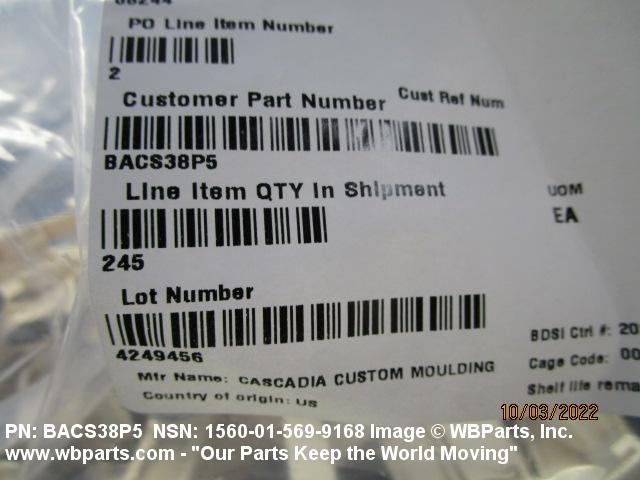 08244
PO Line Item Number
2
Customer Part Number Cust Ref Num
BACS38P5
Line Item QTY In Shipment UOM
EA
245
Lot Number
4249456
BDSI Ctrl #: 20
Mfr Name: CASCADIA CUSTOM MOULDING Cage Code: 00
Country of origin: US Shelf life rema
10/03/2022
PN: BACS38P5 NSN: 1560-01-569-9168 Image © WBParts, Inc.
www.wbparts.com - "Our Parts Keep the World Moving"